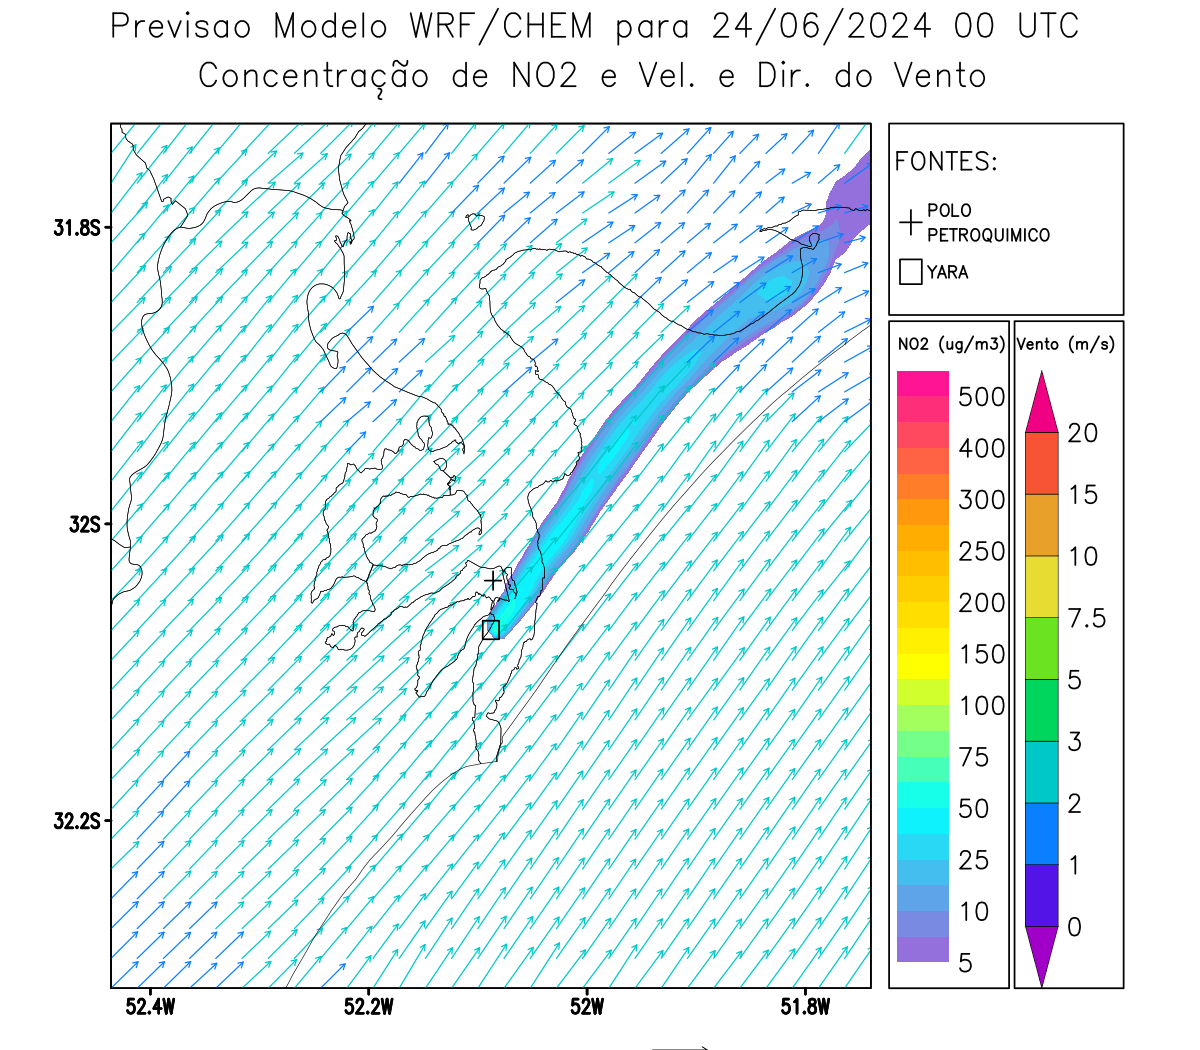 Previsao Modelo WRF/CHEM para 24/06/2024 00 UTC
Concentração de NO2 e Vel. e Dir. do Vento
FONTES:
POLO
PETROQUIMICO
YARA
NO2 (ug/m3)
500
400
300
250
200
150
100
75
50
25
10
5
Vento (m/s)
20
15
10
7.5
5
3
2
1
0
31.8S
32S
32.2S
52.4W
52.2W
52W
51.8W